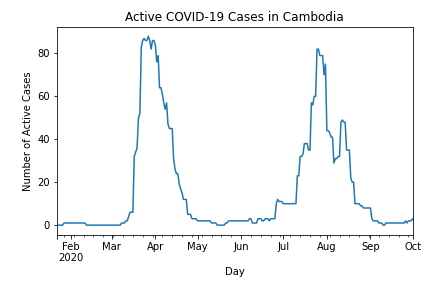 Active COVID-19 Cases in Cambodia
80
60
40
20
0
Number of Active Cases
Feb Mar Apr May Jun Jul Aug Sep Oct
2020
Day